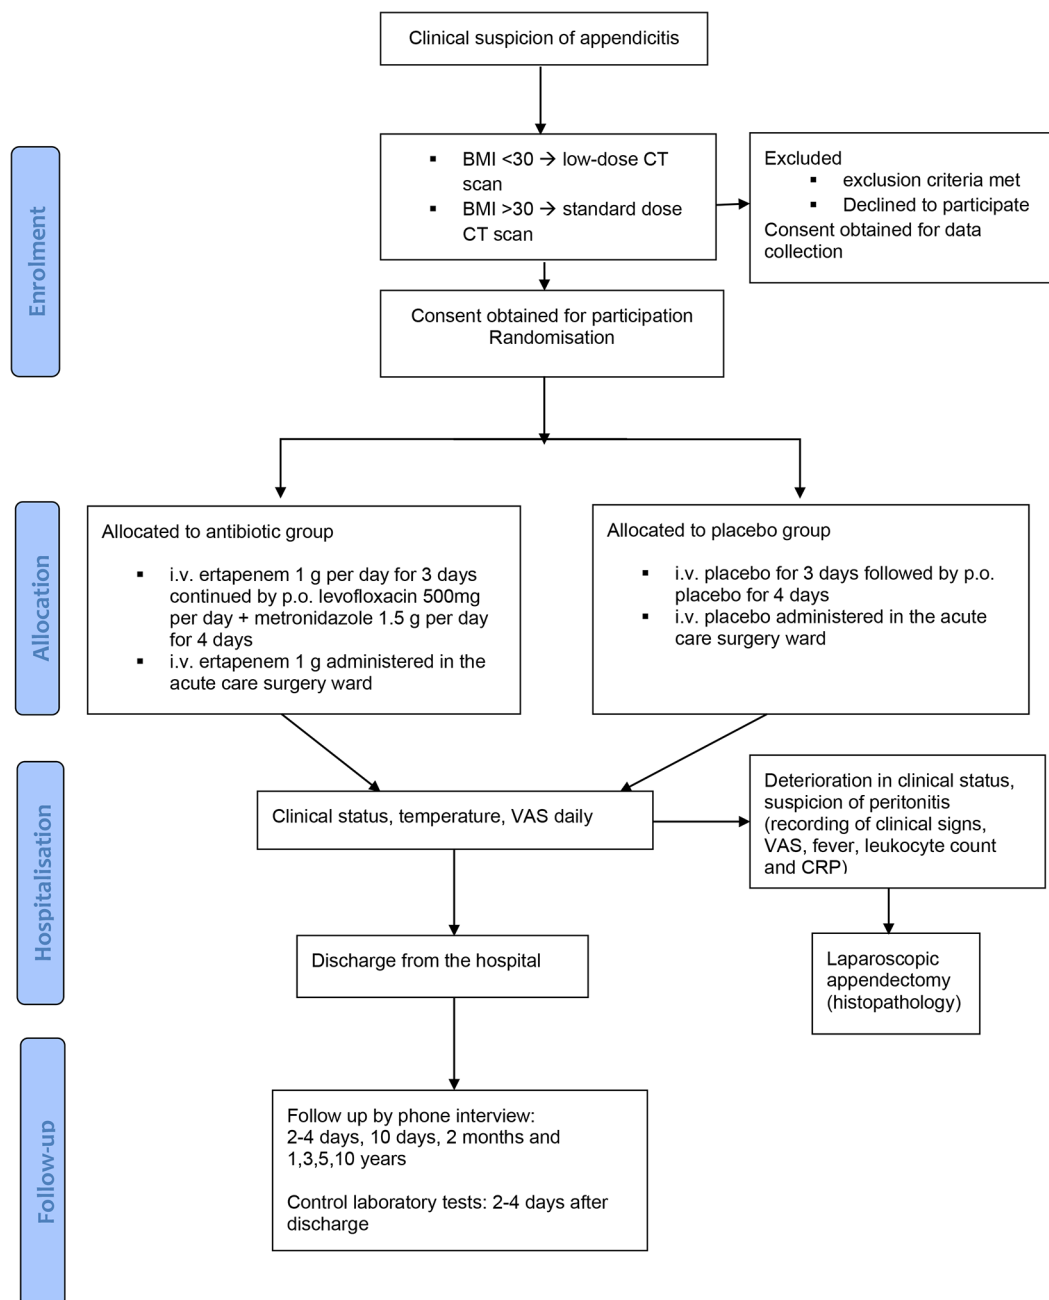 Clinical suspicion of appendicitis
Enrolment
▪ BMI <30 → low-dose CT
scan
▪ BMI >30 → standard dose
CT scan
Excluded
▪ exclusion criteria met
▪ Declined to participate
Consent obtained for data
collection
Consent obtained for participation
Randomisation
Allocation
Allocated to antibiotic group
▪ i.v. ertapenem 1 g per day for 3 days
continued by p.o. levofloxacin 500mg
per day + metronidazole 1.5 g per day
for 4 days
▪ i.v. ertapenem 1 g administered in the
acute care surgery ward
Allocated to placebo group
▪ i.v. placebo for 3 days followed by p.o.
placebo for 4 days
▪ i.v. placebo administered in the acute
care surgery ward
Hospitalisation
Clinical status, temperature, VAS daily
Deterioration in clinical status,
suspicion of peritonitis
(recording of clinical signs,
VAS, fever, leukocyte count
and CRP)
Discharge from the hospital
Laparoscopic
appendectomy
(histopathology)
Follow-up
Follow up by phone interview:
2-4 days, 10 days, 2 months and
1,3,5,10 years
Control laboratory tests: 2-4 days after
discharge